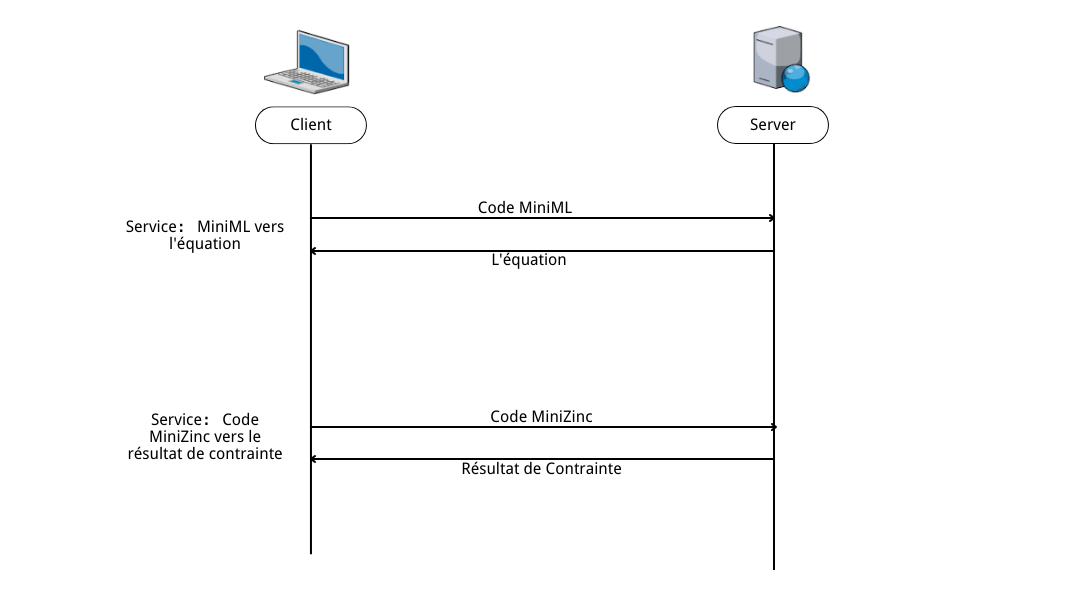 Client
Server
Code MiniML
Service: MiniML vers
l'équation
L'équation
Code MiniZinc
Service: Code
MiniZinc vers le
résultat de contrainte
Résultat de Contrainte